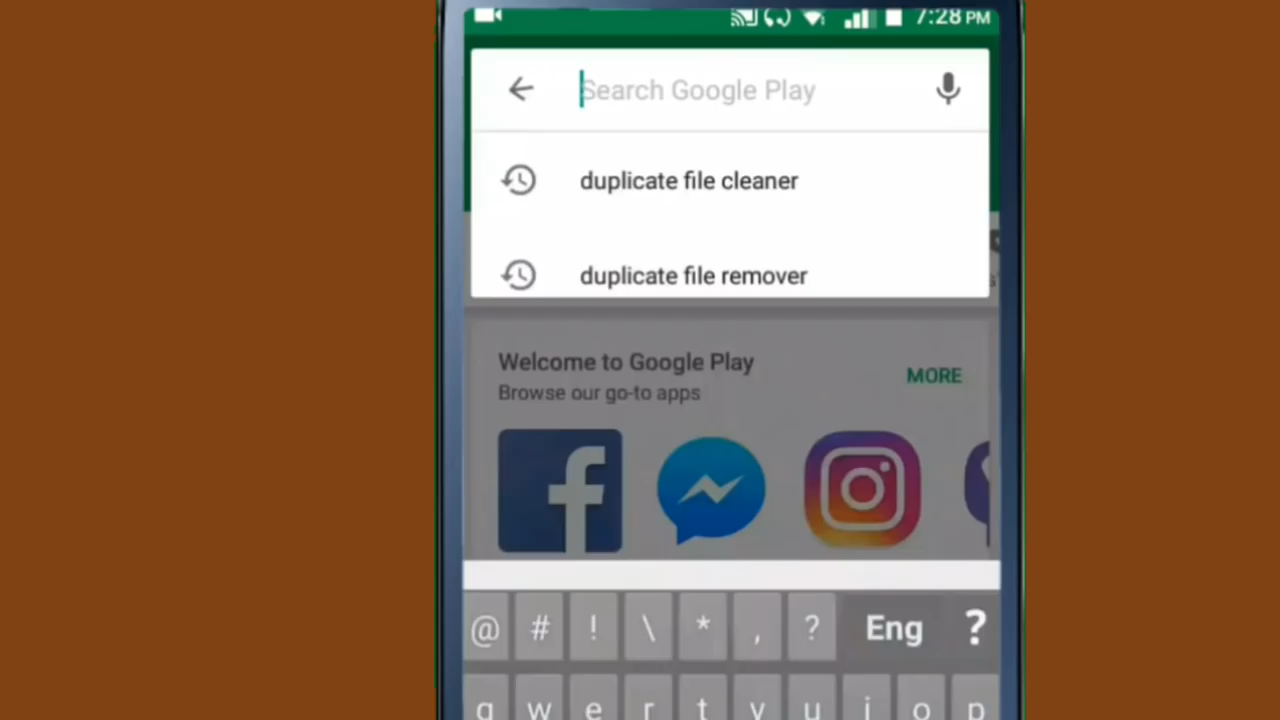 7:28 PM
Search Google Play
duplicate file cleaner
duplicate file remover
Welcome to Google Play
MORE
Browse our go-to apps
@ # ! \ * , ? Eng ?
q w e r t y u i o p